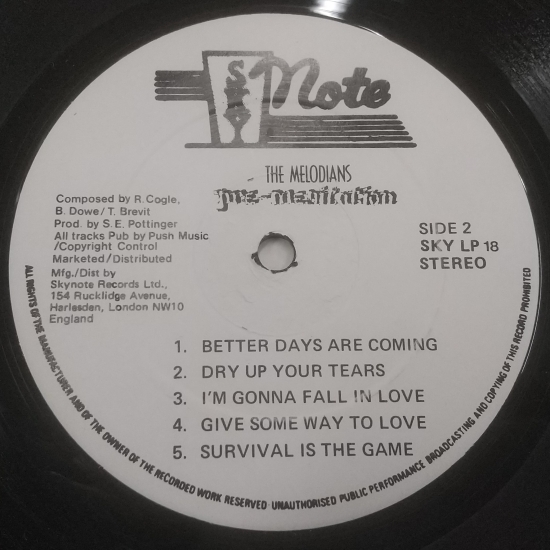 SKY Note
THE MELODIANS
pre-meditation
Composed by R. Cogle,
B. Dowe/T. Brevit
Prod. by S.E. Pottinger
All tracks Pub by Push Music
/Copyright Control
Marketed/Distributed
Mfg./Dist by
Skynote Records Ltd.,
154 Rucklidge Avenue,
Harlesden, London NW10
England
SIDE 2
SKY LP 18
STEREO
1. BETTER DAYS ARE COMING
2. DRY UP YOUR TEARS
3. I'M GONNA FALL IN LOVE
4. GIVE SOME WAY TO LOVE
5. SURVIVAL IS THE GAME
ALL RIGHTS OF THE MANUFACTURER AND OF THE OWNER OF THE RECORDED WORK RESERVED · UNAUTHORISED PUBLIC PERFORMANCE BROADCASTING AND COPYING OF THIS RECORD PROHIBITED